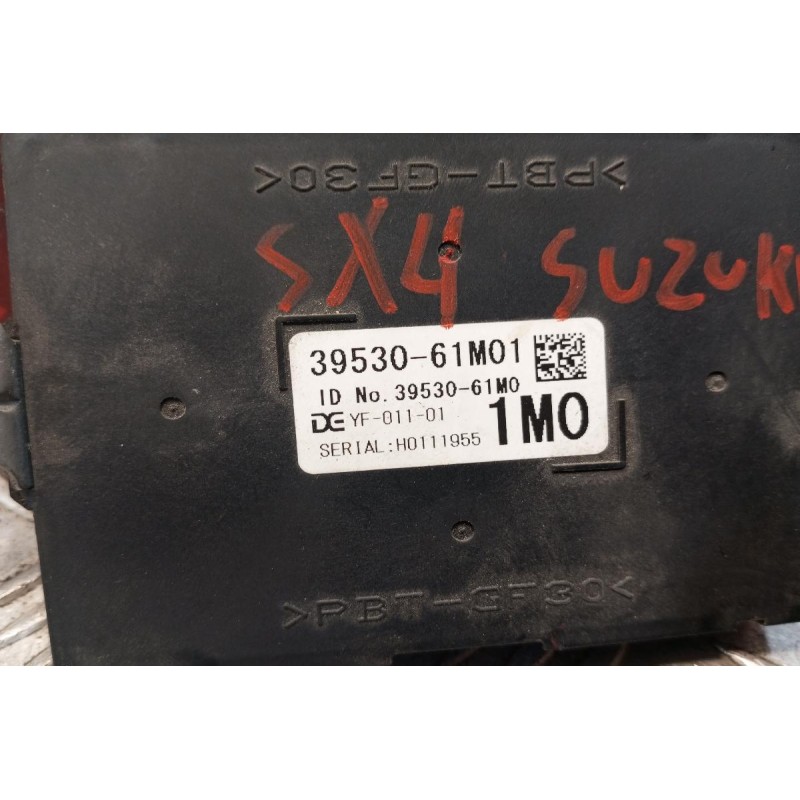 >PBT-GF30<
SX4 SUZUKI
39530-61M01
ID No. 39530-61M0
DE YF-011-01
1M0
SERIAL:H0111955
>PBT-GF30<